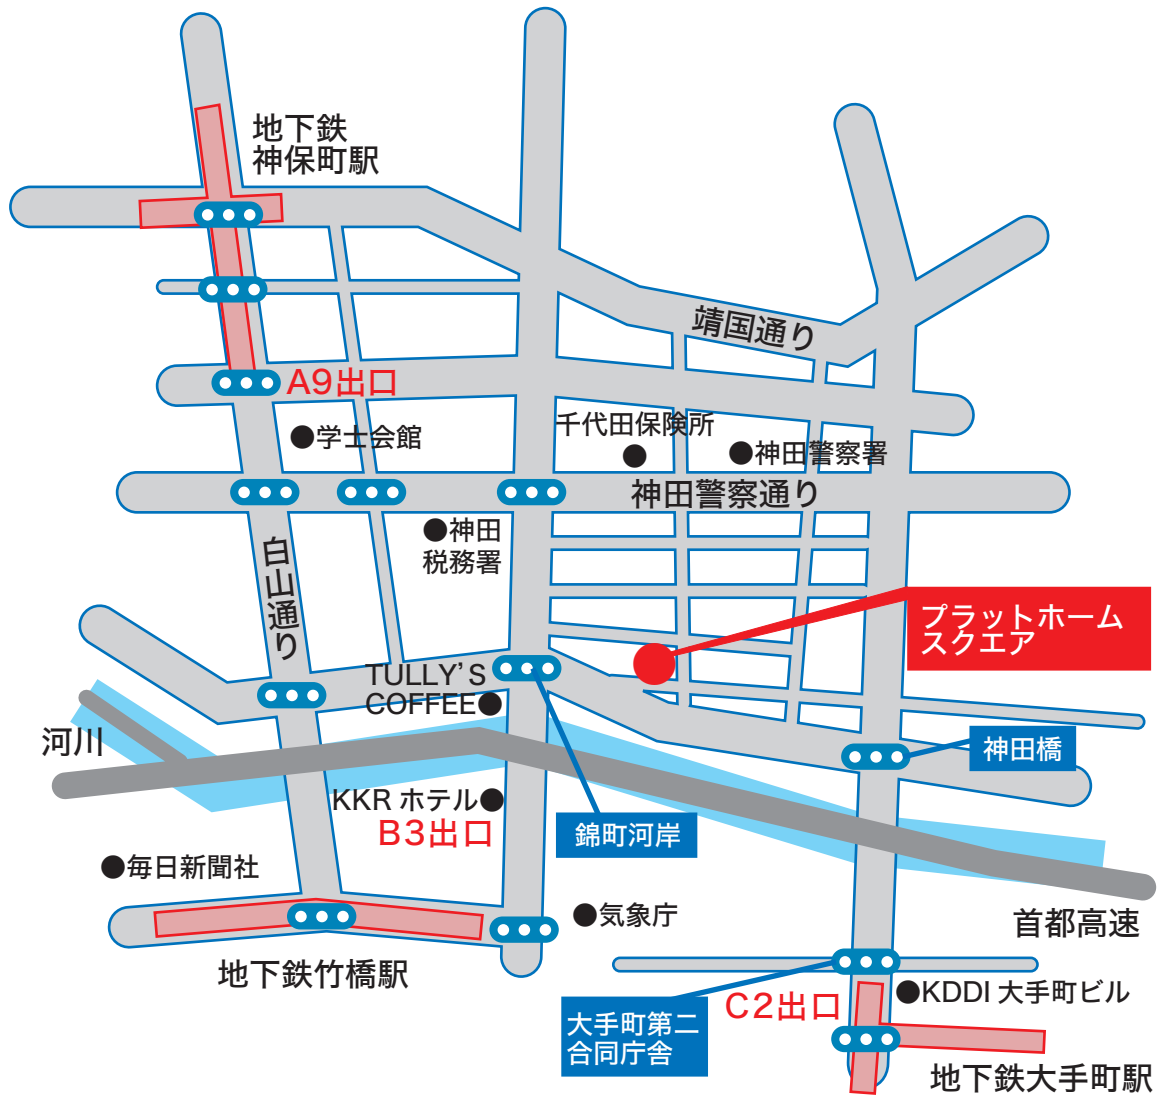 地下鉄
神保町駅
靖国通り
A9出口
学士会館
千代田保険所
神田警察署
神田警察通り
神田
税務署
白山通り
プラットホーム
スクエア
TULLY'S
COFFEE
河川
神田橋
KKR ホテル
B3出口
錦町河岸
毎日新聞社
気象庁
首都高速
地下鉄竹橋駅
KDDI 大手町ビル
C2出口
大手町第二
合同庁舎
地下鉄大手町駅